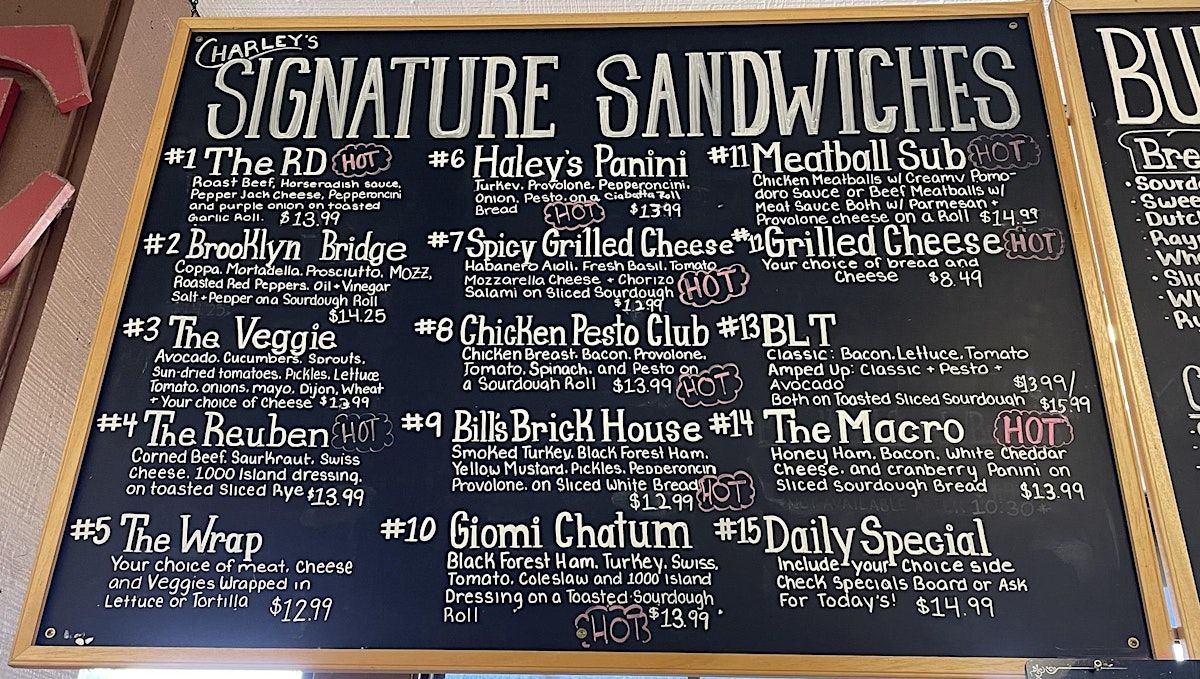 CHARLEY'S
SIGNATURE SANDWICHES
#1 The RD HOT
Roast Beef, Horseradish sauce,
Pepper Jack Cheese, Pepperoncini
and purple onion on toasted
Garlic Roll. $13.99
#2 Brooklyn Bridge
Coppa, Mortadella, Prosciutto, Mozz,
Roasted Red Peppers, Oil + Vinegar
Salt + Pepper on a Sourdough Roll
$14.25
#3 The Veggie
Avocado, Cucumbers, Sprouts,
Sun-dried tomatoes, Pickles, Lettuce
Tomato, onions, mayo, Dijon, Wheat
+ Your choice of Cheese $12.99
#4 The Reuben HOT
Corned Beef, Saurkraut, Swiss
Cheese, 1000 Island dressing,
on toasted Sliced Rye $13.99
#5 The Wrap
Your choice of meat, Cheese
and Veggies Wrapped in
Lettuce or Tortilla $12.99
#6 Haley's Panini
Turkey, Provolone, Pepperoncini,
Onion, Pesto, on a Ciabatta Roll
Bread HOT $13.99
#7 Spicy Grilled Cheese
Habanero Aioli, Fresh Basil, Tomato
Mozzarella Cheese + Chorizo
Salami on Sliced Sourdough HOT
$12.99
#8 Chicken Pesto Club
Chicken Breast, Bacon, Provolone,
Tomato, Spinach, and Pesto on
a Sourdough Roll $13.99 HOT
#9 Bill's Brick House
Smoked Turkey, Black Forest Ham,
Yellow Mustard, Pickles, Pepperoncin
Provolone, on Sliced White Bread
$12.99 HOT
#10 Giomi Chatum
Black Forest Ham, Turkey, Swiss,
Tomato, Coleslaw and 1000 Island
Dressing on a Toasted Sourdough
Roll HOT $13.99
#11 Meatball Sub HOT
Chicken Meatballs w/ Creamy Pomo-
doro Sauce or Beef Meatballs w/
Meat Sauce Both w/ Parmesan +
Provolone cheese on a Roll $14.99
#12 Grilled Cheese HOT
Your choice of bread and
Cheese $8.49
#13 BLT
Classic: Bacon, Lettuce, Tomato
Amped Up: Classic + Pesto +
Avocado $13.99/
Both on Toasted Sliced Sourdough $15.99
#14 The Macro HOT
Honey Ham, Bacon, White Cheddar
Cheese, and cranberry Panini on
Sliced Sourdough Bread $13.99
10:30
#15 Daily Special
Include your choice side
Check Specials Board or Ask
For Today's! $14.99
BU
Bre
• Sourd
• Swee
• Dutc